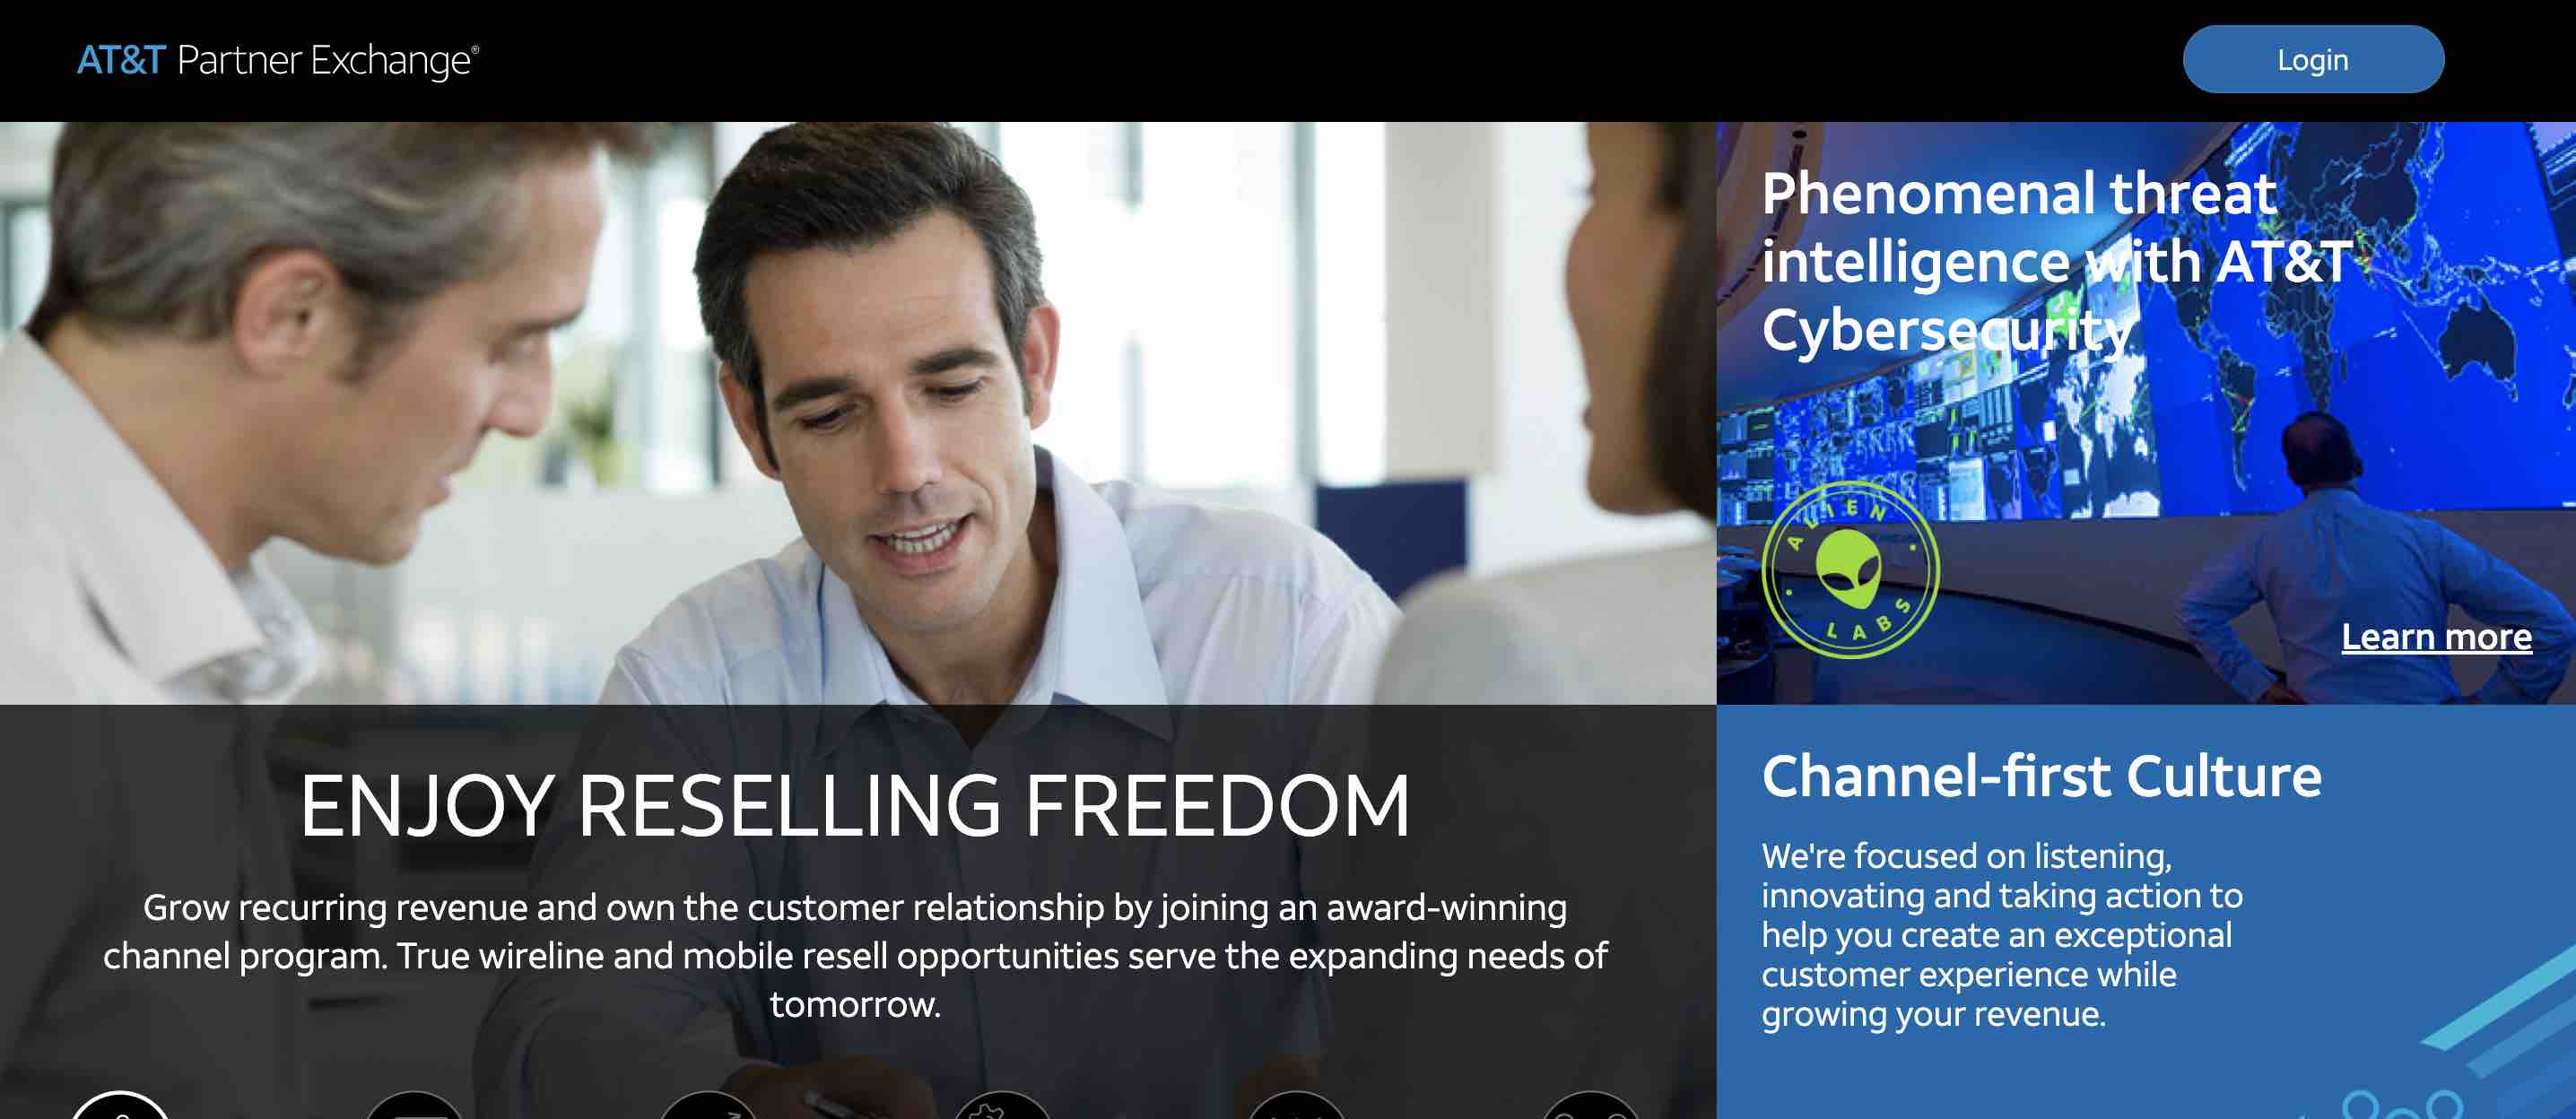 AT&T Partner Exchange®
Login
Phenomenal threat
intelligence with AT&T
Cybersecurity
ALIEN
LABS
Learn more
ENJOY RESELLING FREEDOM
Grow recurring revenue and own the customer relationship by joining an award-winning
channel program. True wireline and mobile resell opportunities serve the expanding needs of
tomorrow.
Channel-first Culture
We're focused on listening,
innovating and taking action to
help you create an exceptional
customer experience while
growing your revenue.